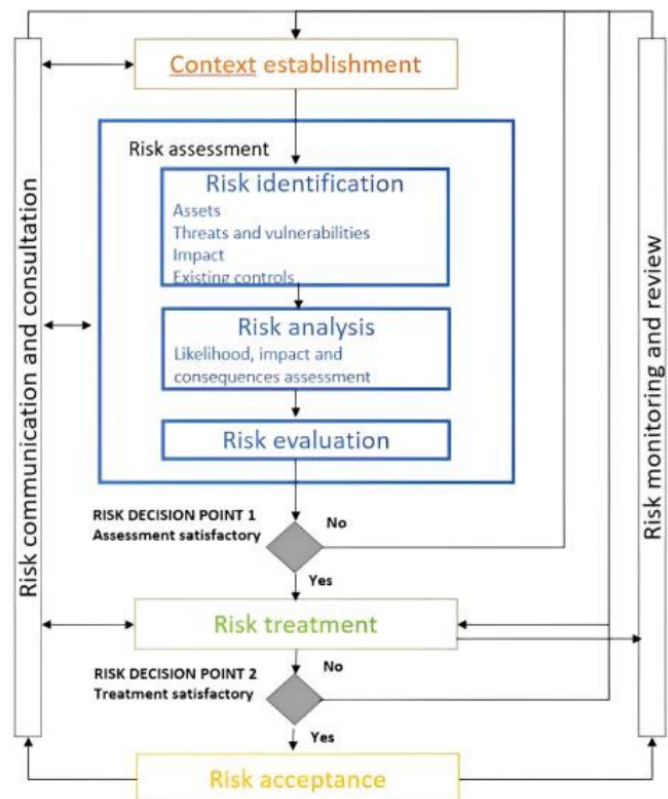 Context establishment
Risk assessment
Risk identification
Assets
Threats and vulnerabilities
Impact
Existing controls
Risk analysis
Likelihood, impact and
consequences assessment
Risk evaluation
RISK DECISION POINT 1
Assessment satisfactory
No
Yes
Risk treatment
RISK DECISION POINT 2
Treatment satisfactory
No
Yes
Risk acceptance
Risk communication and consultation
Risk monitoring and review